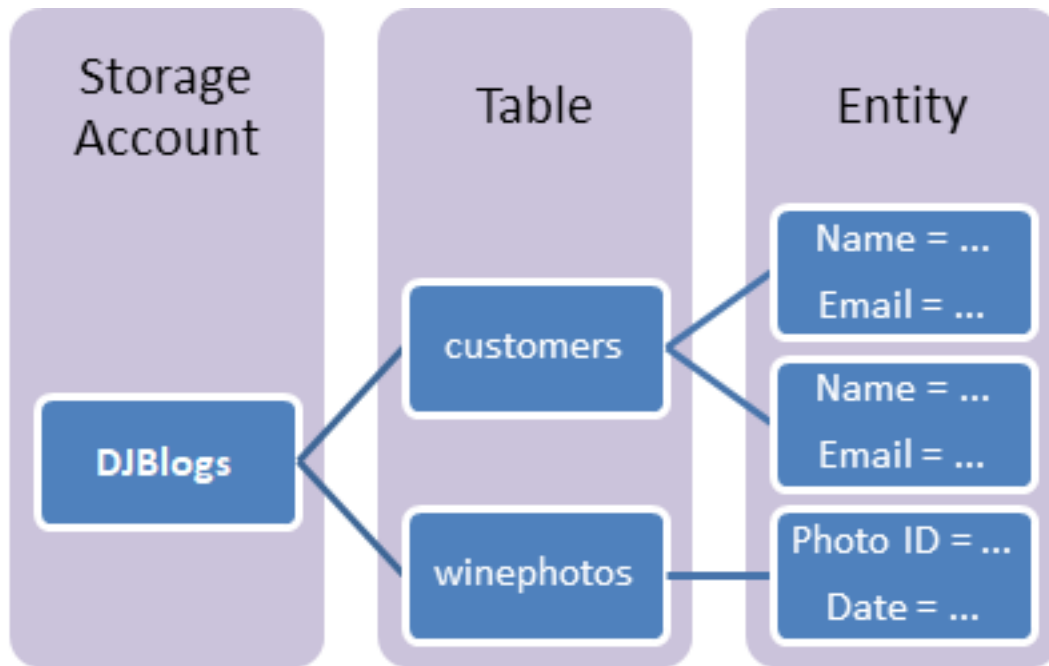 Storage
Account
Table
Entity
DJBlogs
customers
winephotos
Name = ...
Email = ...
Name = ...
Email = ...
Photo ID = ...
Date = ...